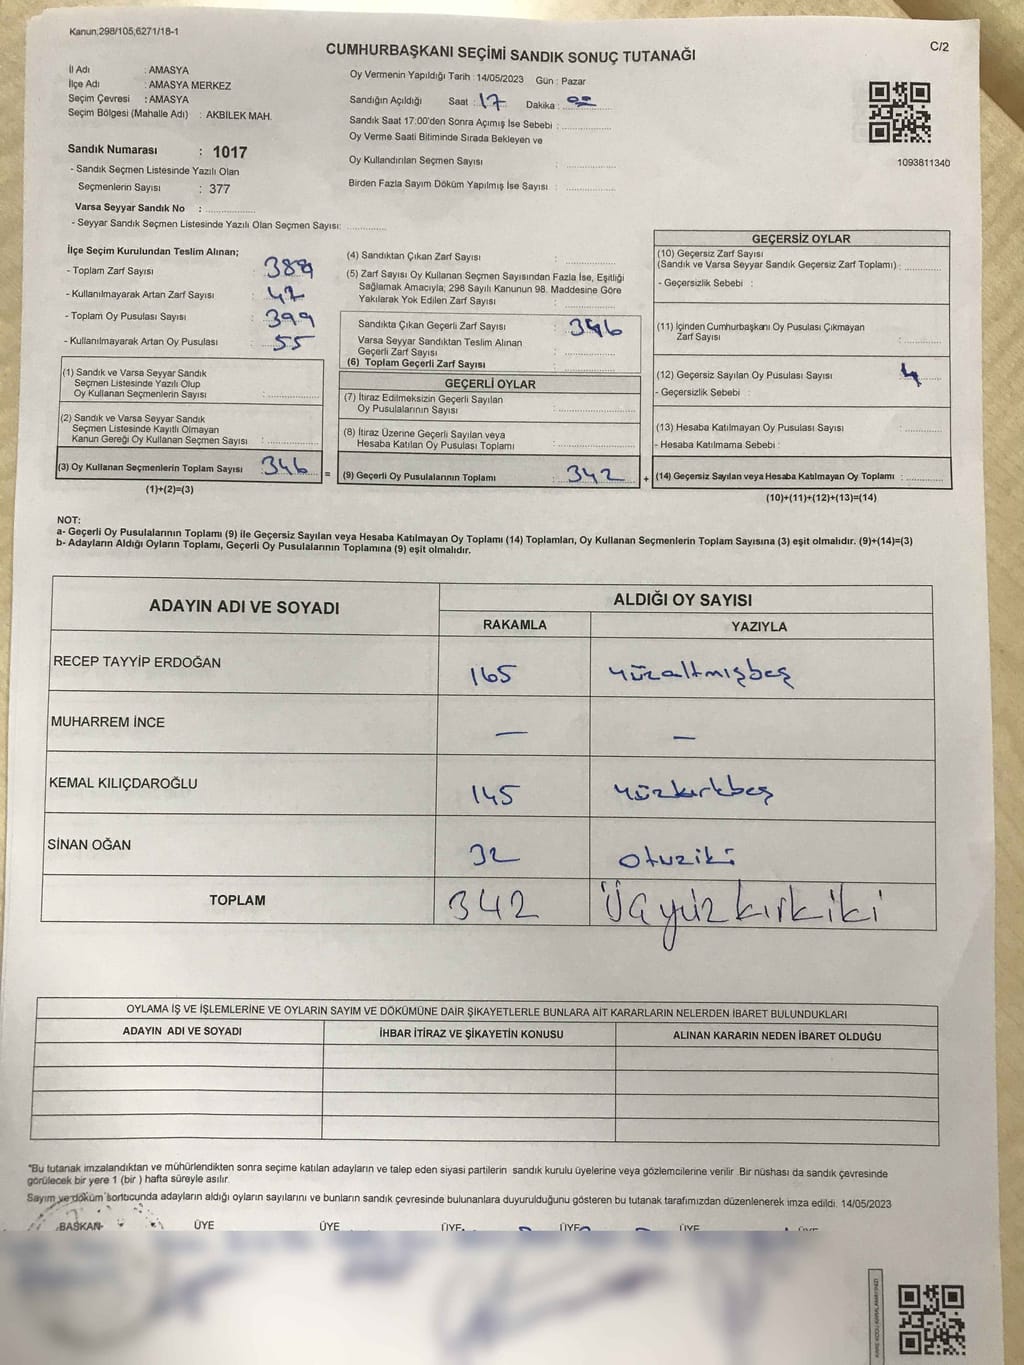 Kanun;298/105,6271/18-1
C/2
CUMHURBAŞKANI SEÇİMİ SANDIK SONUÇ TUTANAĞI
İl Adı : AMASYA
İlçe Adı : AMASYA MERKEZ
Seçim Çevresi : AMASYA
Seçim Bölgesi (Mahalle Adı) : AKBİLEK MAH.
Sandık Numarası : 1017
- Sandık Seçmen Listesinde Yazılı Olan
Seçmenlerin Sayısı : 377
Varsa Seyyar Sandık No :
- Seyyar Sandık Seçmen Listesinde Yazılı Olan Seçmen Sayısı:
Oy Vermenin Yapıldığı Tarih : 14/05/2023 Gün : Pazar
Sandığın Açıldığı Saat : 17 Dakika : 00
Sandık Saat 17:00'den Sonra Açımış İse Sebebi :
Oy Verme Saati Bitiminde Sırada Bekleyen ve
Oy Kullandırılan Seçmen Sayısı :
Birden Fazla Sayım Döküm Yapılmış İse Sayısı :
1093811340
İlçe Seçim Kurulundan Teslim Alınan;
- Toplam Zarf Sayısı : 388
- Kullanılmayarak Artan Zarf Sayısı : 42
- Toplam Oy Pusulası Sayısı : 399
- Kullanılmayarak Artan Oy Pusulası : 55
(1) Sandık ve Varsa Seyyar Sandık
Seçmen Listesinde Yazılı Olup
Oy Kullanan Seçmenlerin Sayısı :
(2) Sandık ve Varsa Seyyar Sandık
Seçmen Listesinde Kayıtlı Olmayan
Kanun Gereği Oy Kullanan Seçmen Sayısı :
(3) Oy Kullanan Seçmenlerin Toplam Sayısı : 346
(1)+(2)=(3)
(4) Sandıktan Çıkan Zarf Sayısı :
(5) Zarf Sayısı Oy Kullanan Seçmen Sayısından Fazla İse, Eşitliği
Sağlamak Amacıyla; 298 Sayılı Kanunun 98. Maddesine Göre
Yakılarak Yok Edilen Zarf Sayısı :
Sandıkta Çıkan Geçerli Zarf Sayısı : 346
Varsa Seyyar Sandıktan Teslim Alınan
Geçerli Zarf Sayısı :
(6) Toplam Geçerli Zarf Sayısı :
GEÇERLİ OYLAR
(7) İtiraz Edilmeksizin Geçerli Sayılan
Oy Pusulalarının Sayısı :
(8) İtiraz Üzerine Geçerli Sayılan veya
Hesaba Katılan Oy Pusulası Toplamı :
= (9) Geçerli Oy Pusulalarının Toplamı : 342 +
GEÇERSİZ OYLAR
(10) Geçersiz Zarf Sayısı
(Sandık ve Varsa Seyyar Sandık Geçersiz Zarf Toplamı) :
- Geçersizlik Sebebi :
(11) İçinden Cumhurbaşkanı Oy Pusulası Çıkmayan
Zarf Sayısı :
(12) Geçersiz Sayılan Oy Pusulası Sayısı : 4
- Geçersizlik Sebebi :
(13) Hesaba Katılmayan Oy Pusulası Sayısı :
- Hesaba Katılmama Sebebi :
(14) Geçersiz Sayılan veya Hesaba Katılmayan Oy Toplamı :
(10)+(11)+(12)+(13)=(14)
NOT:
a- Geçerli Oy Pusulalarının Toplamı (9) ile Geçersiz Sayılan veya Hesaba Katılmayan Oy Toplamı (14) Toplamları, Oy Kullanan Seçmenlerin Toplam Sayısına (3) eşit olmalıdır. (9)+(14)=(3)
b- Adayların Aldığı Oyların Toplamı, Geçerli Oy Pusulalarının Toplamına (9) eşit olmalıdır.
ADAYIN ADI VE SOYADI ALDIĞI OY SAYISI
RAKAMLA YAZIYLA
RECEP TAYYİP ERDOĞAN 165 yüzaltmışbeş
MUHARREM İNCE — —
KEMAL KILIÇDAROĞLU 145 yüzkırkbeş
SİNAN OĞAN 32 otuziki
TOPLAM 342 Üçyüzkırkiki
OYLAMA İŞ VE İŞLEMLERİNE VE OYLARIN SAYIM VE DÖKÜMÜNE DAİR ŞİKAYETLERLE BUNLARA AİT KARARLARIN NELERDEN İBARET BULUNDUKLARI
ADAYIN ADI VE SOYADI İHBAR İTİRAZ VE ŞİKAYETİN KONUSU ALINAN KARARIN NEDEN İBARET OLDUĞU
"Bu tutanak imzalandıktan ve mühürlendikten sonra seçime katılan adayların ve talep eden siyasi partilerin sandık kurulu üyelerine veya gözlemcilerine verilir. Bir nüshası da sandık çevresinde
görülecek bir yere 1 (bir ) hafta süreyle asılır.
Sayım ve döküm sonucunda adayların aldığı oyların sayılarını ve bunların sandık çevresinde bulunanlara duyurulduğunu gösteren bu tutanak tarafımızdan düzenlenerek imza edildi. 14/05/2023
BAŞKAN ÜYE ÜYE ÜYE ÜYE ÜYE ÜYE